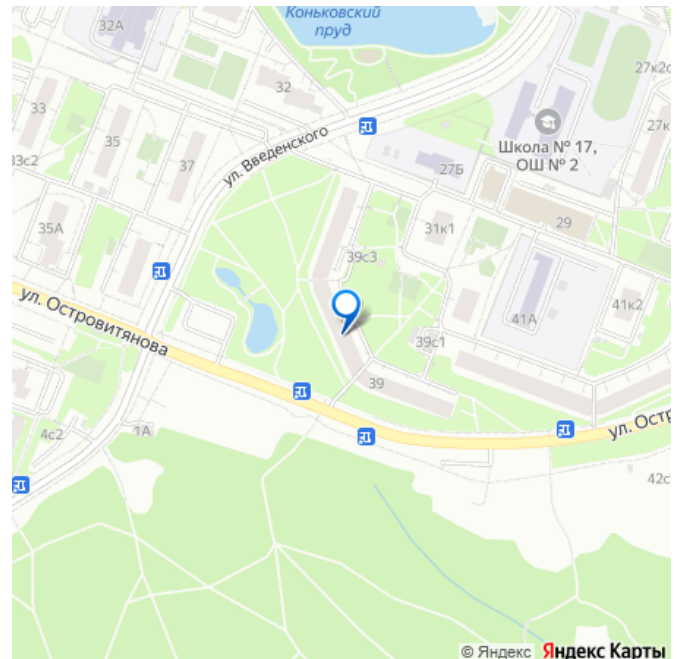 Коньковский
пруд
32А
32
27к2с
33
35
37
ул. Введенского
Школа № 17,
ОШ № 2
27к
33с2
27Б
35А
31к1
29
39с3
41к2
ул. Островитянова
41А
39с1
39
4с2
1А
ул. Остр
42с
© Яндекс Яндекс Карты